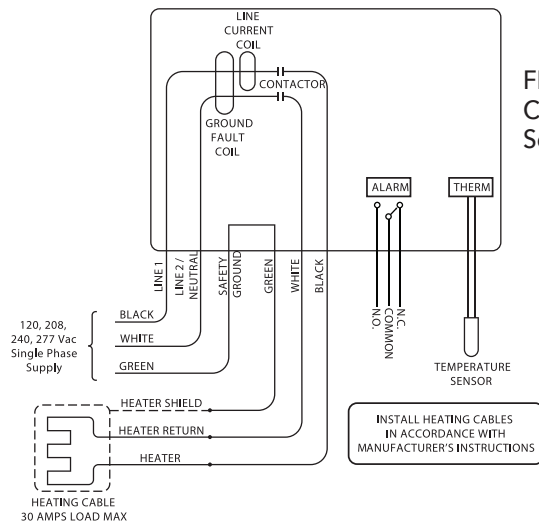 LINE
CURRENT
COIL
CONTACTOR
GROUND
FAULT
COIL
ALARM
THERM
LINE 1
LINE 2 /
NEUTRAL
SAFETY
GROUND
GREEN
WHITE
BLACK
N.O.
COMMON
N.C.
120, 208,
240, 277 Vac
Single Phase
Supply
BLACK
WHITE
GREEN
TEMPERATURE
SENSOR
HEATER SHIELD
HEATER RETURN
HEATER
HEATING CABLE
30 AMPS LOAD MAX
INSTALL HEATING CABLES
IN ACCORDANCE WITH
MANUFACTURER'S INSTRUCTIONS